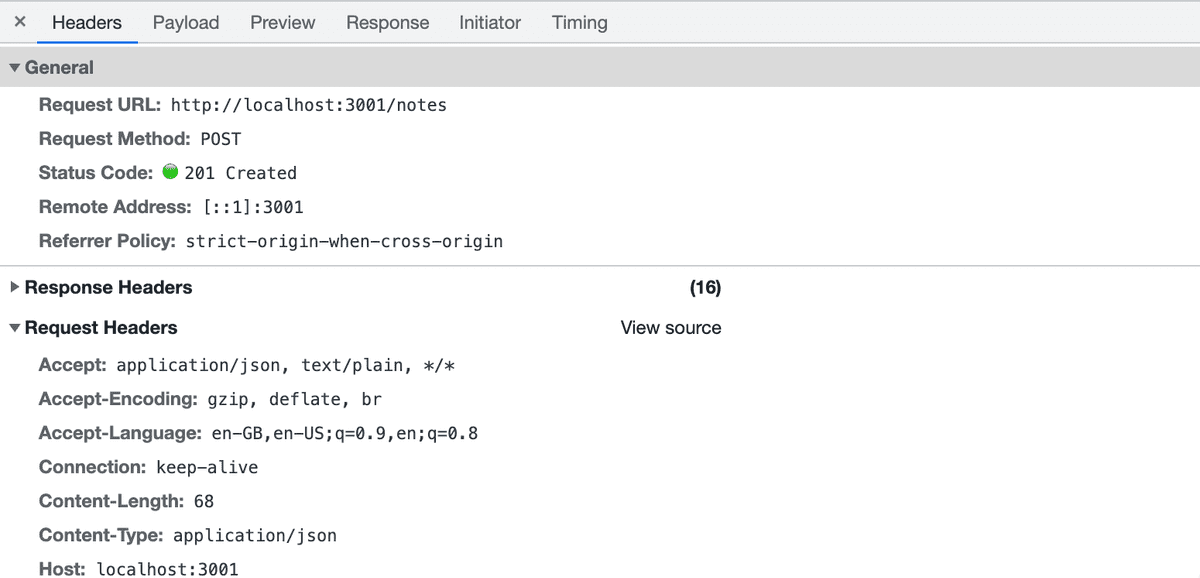 × Headers Payload Preview Response Initiator Timing
▼ General
Request URL: http://localhost:3001/notes
Request Method: POST
Status Code: 201 Created
Remote Address: [::1]:3001
Referrer Policy: strict-origin-when-cross-origin
▶ Response Headers (16)
▼ Request Headers View source
Accept: application/json, text/plain, */*
Accept-Encoding: gzip, deflate, br
Accept-Language: en-GB,en-US;q=0.9,en;q=0.8
Connection: keep-alive
Content-Length: 68
Content-Type: application/json
Host: localhost:3001